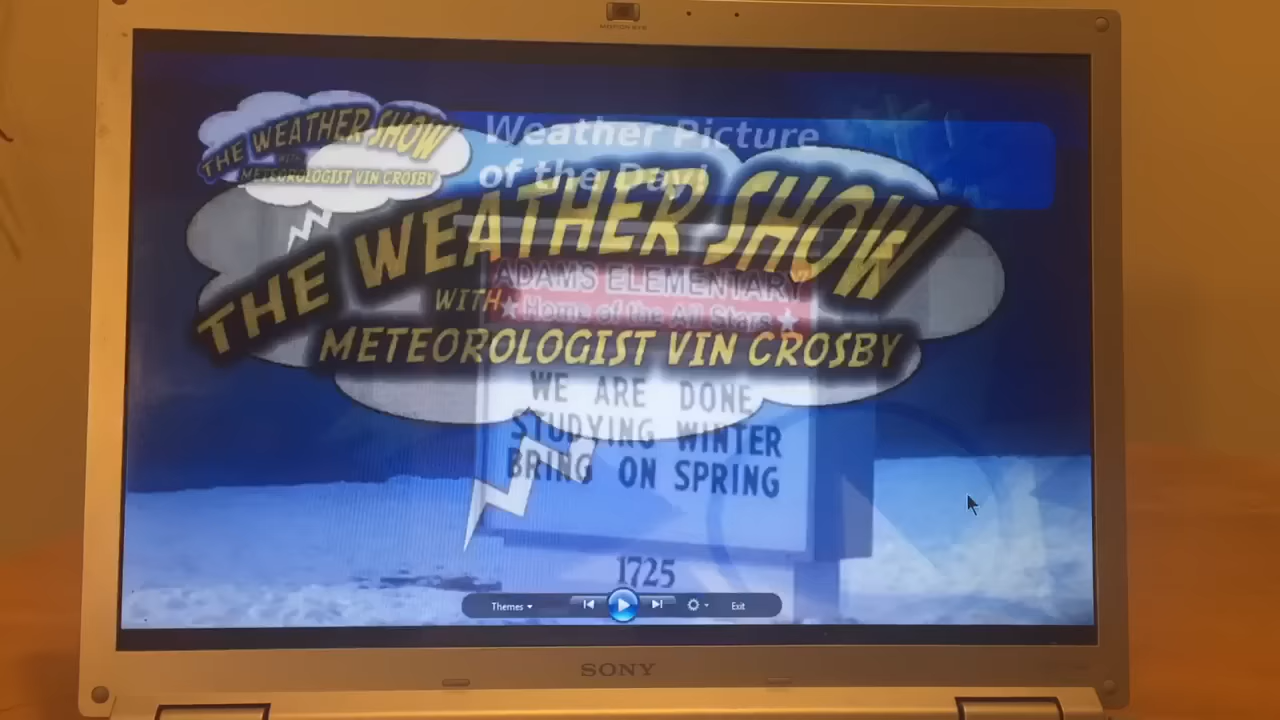 MOTION EYE
THE WEATHER SHOW
WITH
METEOROLOGIST VIN CROSBY
Weather Picture
of the Day!
THE WEATHER SHOW
WITH
METEOROLOGIST VIN CROSBY
ADAMS ELEMENTARY
★ Home of the All Stars ★
WE ARE DONE
STUDYING WINTER
BRING ON SPRING
1725
Themes Exit
SONY